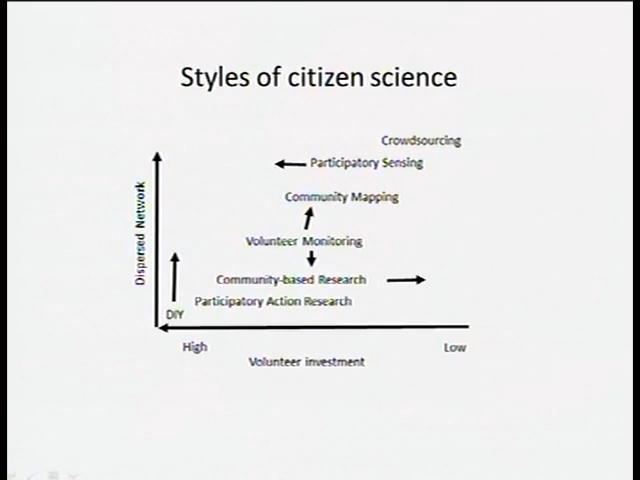 Styles of citizen science
Crowdsourcing
Participatory Sensing
Community Mapping
Dispersed Network
Volunteer Monitoring
Community-based Research
Participatory Action Research
DIY
High
Low
Volunteer investment